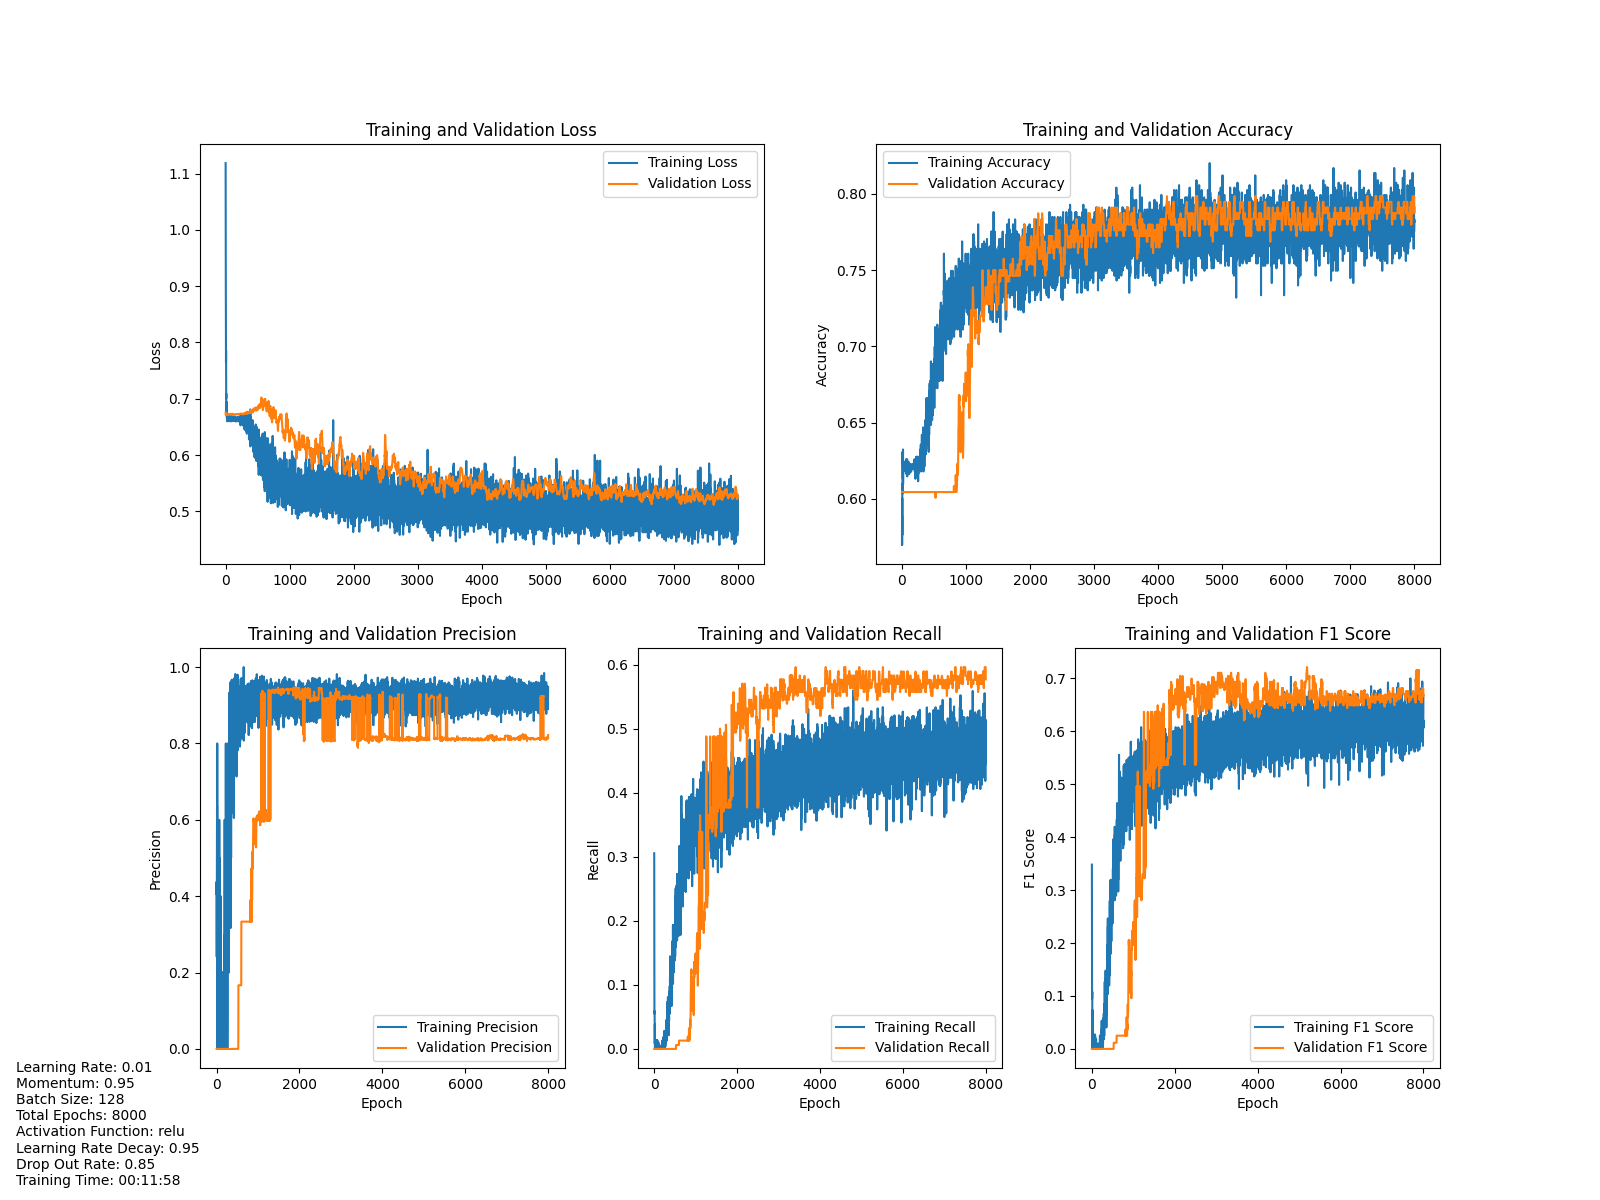 Training and Validation Loss
1.1
1.0
0.9
0.8
0.7
0.6
0.5
Loss
Training Loss
Validation Loss
0 1000 2000 3000 4000 5000 6000 7000 8000
Epoch
Training and Validation Accuracy
0.80
0.75
0.70
0.65
0.60
Accuracy
Training Accuracy
Validation Accuracy
0 1000 2000 3000 4000 5000 6000 7000 8000
Epoch
Training and Validation Precision
1.0
0.8
0.6
0.4
0.2
0.0
Precision
Training Precision
Validation Precision
0 2000 4000 6000 8000
Epoch
Training and Validation Recall
0.6
0.5
0.4
0.3
0.2
0.1
0.0
Recall
Training Recall
Validation Recall
0 2000 4000 6000 8000
Epoch
Training and Validation F1 Score
0.7
0.6
0.5
0.4
0.3
0.2
0.1
0.0
F1 Score
Training F1 Score
Validation F1 Score
0 2000 4000 6000 8000
Epoch
Learning Rate: 0.01
Momentum: 0.95
Batch Size: 128
Total Epochs: 8000
Activation Function: relu
Learning Rate Decay: 0.95
Drop Out Rate: 0.85
Training Time: 00:11:58